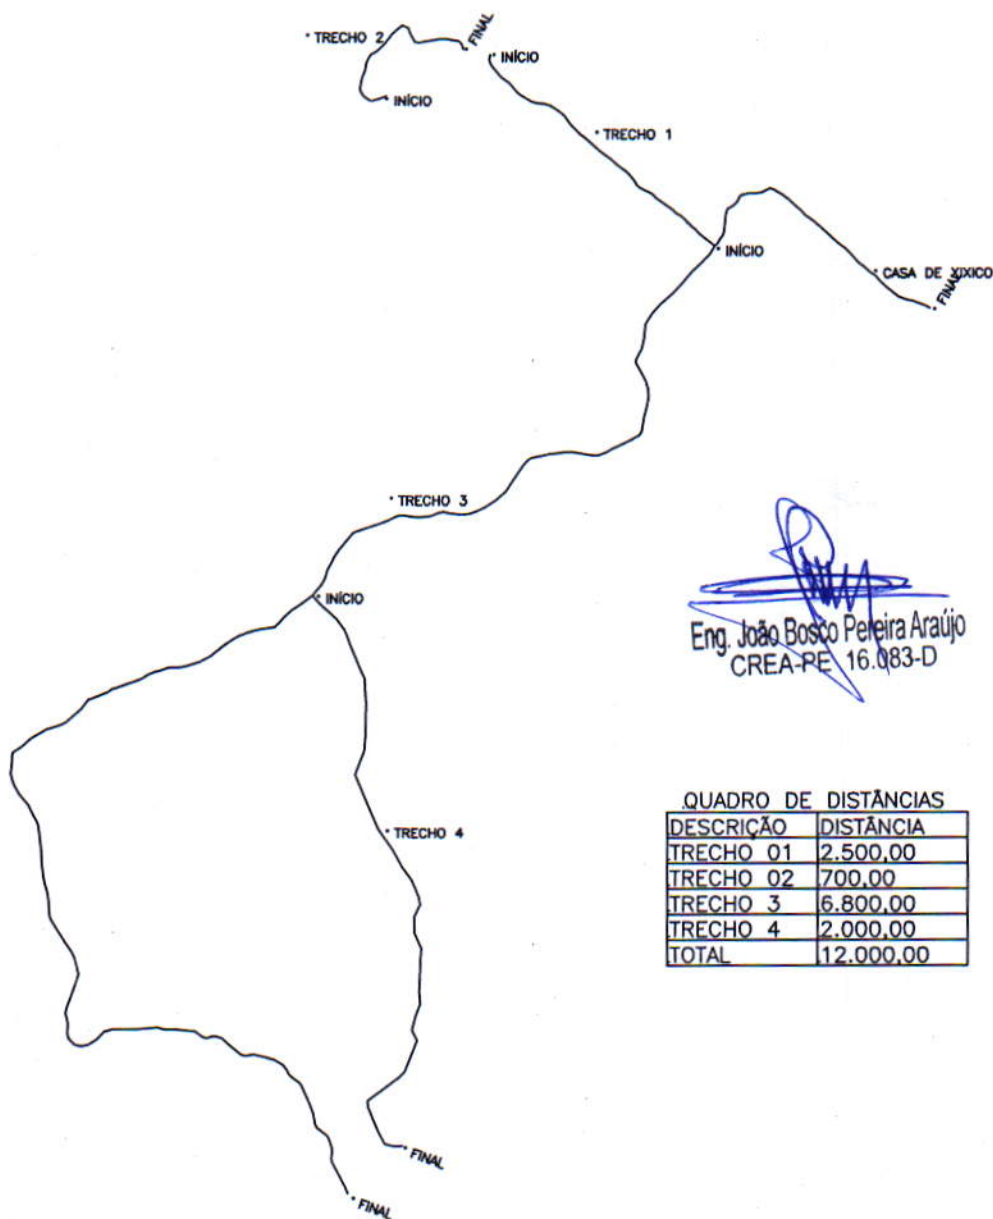 TRECHO 2
FINAL
INÍCIO
INÍCIO
TRECHO 1
INÍCIO
CASA DE XIXICO
FINAL
TRECHO 3
INÍCIO
Eng. João Bosco Pereira Araújo
CREA-PE 16.083-D
QUADRO DE DISTÂNCIAS
DESCRIÇÃO DISTÂNCIA
TRECHO 01 2.500,00
TRECHO 02 700,00
TRECHO 3 6.800,00
TRECHO 4 2.000,00
TOTAL 12.000,00
TRECHO 4
FINAL
FINAL